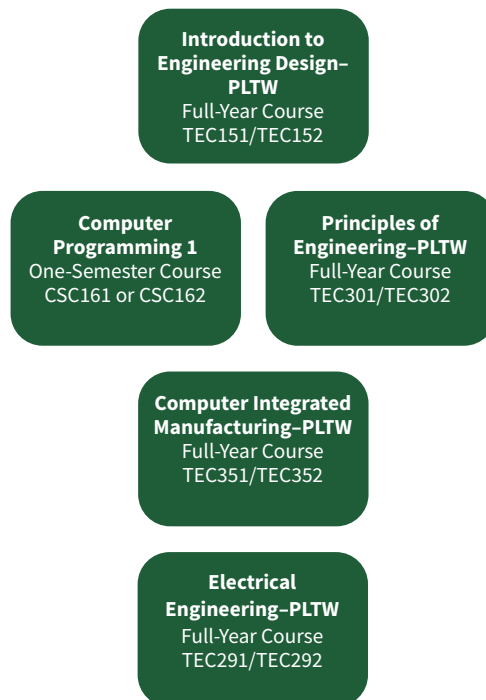 Introduction to
Engineering Design–
PLTW
Full-Year Course
TEC151/TEC152
Computer
Programming 1
One-Semester Course
CSC161 or CSC162
Principles of
Engineering–PLTW
Full-Year Course
TEC301/TEC302
Computer Integrated
Manufacturing–PLTW
Full-Year Course
TEC351/TEC352
Electrical
Engineering–PLTW
Full-Year Course
TEC291/TEC292